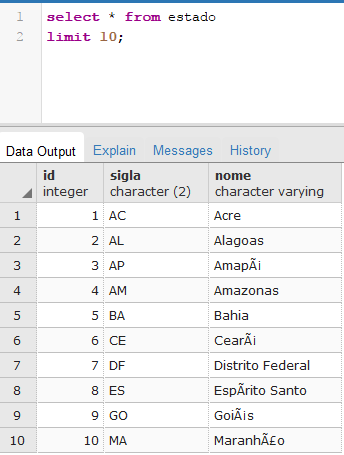 1 select * from estado
2 limit 10;
Data Output Explain Messages History
id sigla nome
integer character (2) character varying
1 1 AC Acre
2 2 AL Alagoas
3 3 AP AmapÃ¡
4 4 AM Amazonas
5 5 BA Bahia
6 6 CE CearÃ¡
7 7 DF Distrito Federal
8 8 ES EspÃrito Santo
9 9 GO GoiÃ¡s
10 10 MA MaranhÃ£o